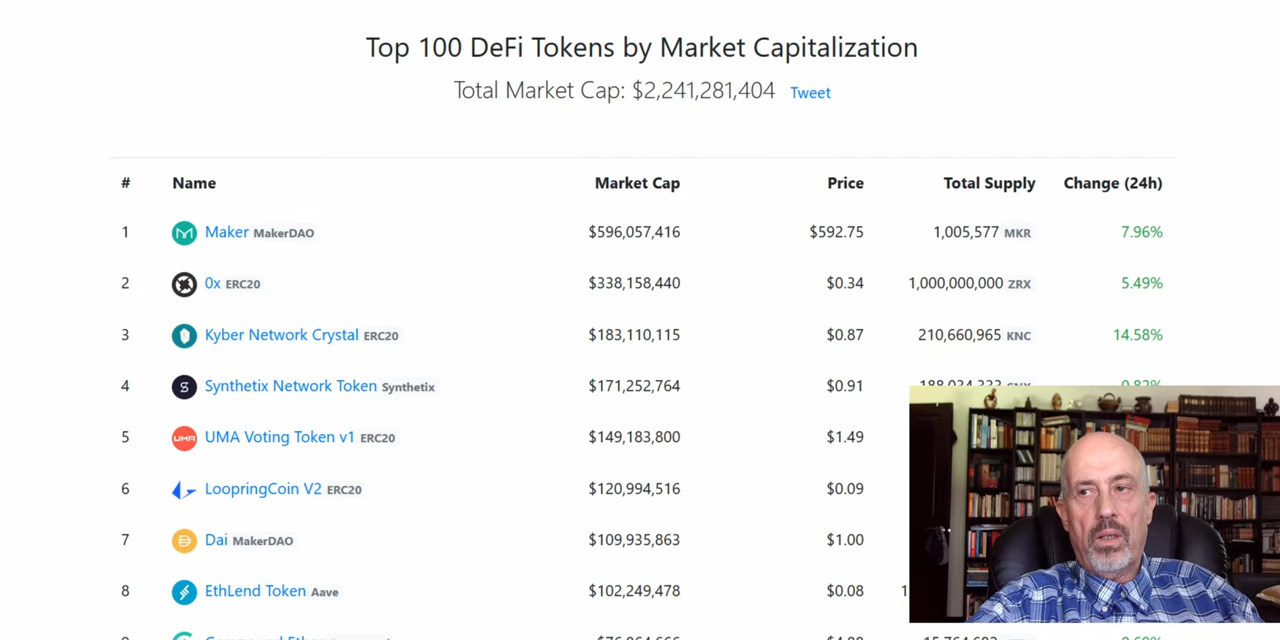 Top 100 DeFi Tokens by Market Capitalization
Total Market Cap: $2,241,281,404 Tweet
# Name Market Cap Price Total Supply Change (24h)
1 Maker MakerDAO $596,057,416 $592.75 1,005,577 MKR 7.96%
2 0x ERC20 $338,158,440 $0.34 1,000,000,000 ZRX 5.49%
3 Kyber Network Crystal ERC20 $183,110,115 $0.87 210,660,965 KNC 14.58%
4 Synthetix Network Token Synthetix $171,252,764 $0.91
5 UMA UMA Voting Token v1 ERC20 $149,183,800 $1.49
6 LoopringCoin V2 ERC20 $120,994,516 $0.09
7 Dai MakerDAO $109,935,863 $1.00
8 EthLend Token Aave $102,249,478 $0.08 1